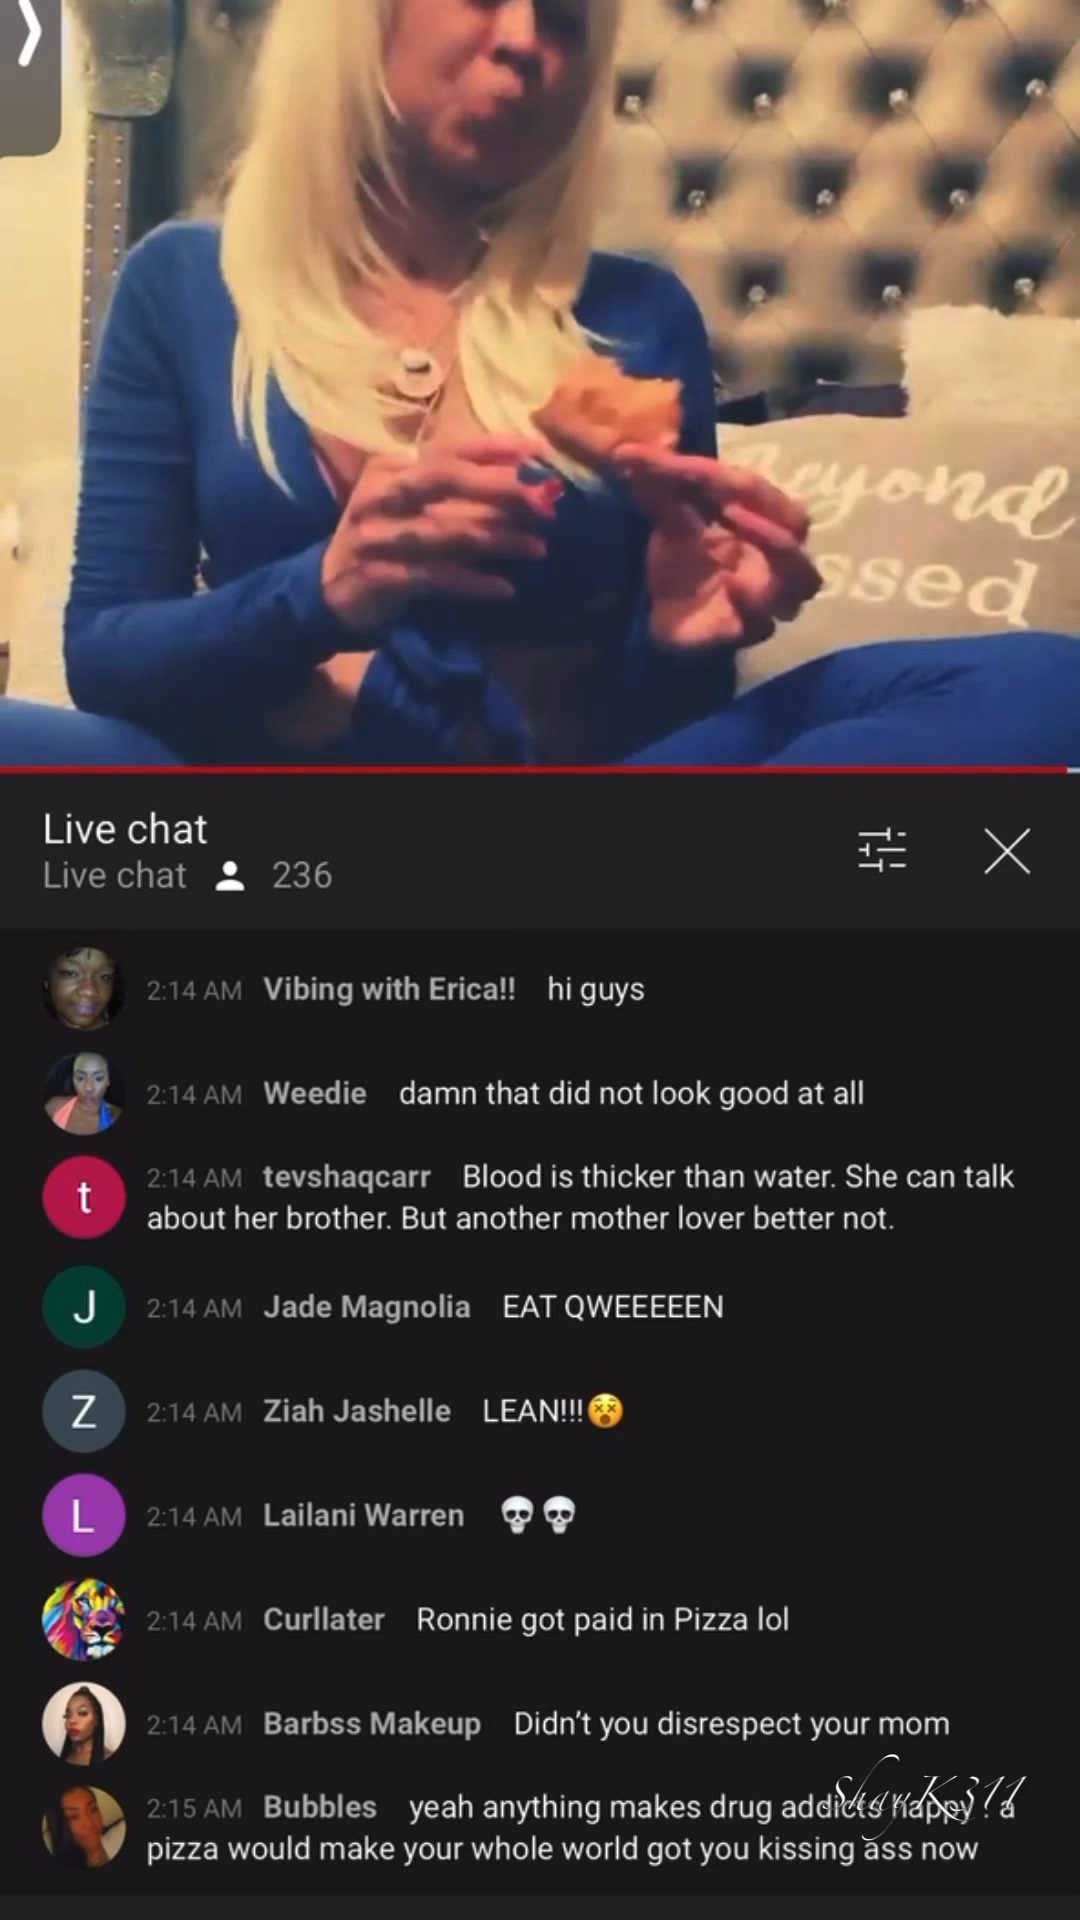 Beyond
ssed
Live chat
Live chat 236
2:14 AM Vibing with Erica!! hi guys
2:14 AM Weedie damn that did not look good at all
t
2:14 AM tevshaqcarr Blood is thicker than water. She can talk
about her brother. But another mother lover better not.
J
2:14 AM Jade Magnolia EAT QWEEEEEN
Z
2:14 AM Ziah Jashelle LEAN!!!😵
L
2:14 AM Lailani Warren 💀💀
2:14 AM Curllater Ronnie got paid in Pizza lol
2:14 AM Barbss Makeup Didn't you disrespect your mom
ShayK311
2:15 AM Bubbles yeah anything makes drug addicts happy . a
pizza would make your whole world got you kissing ass now